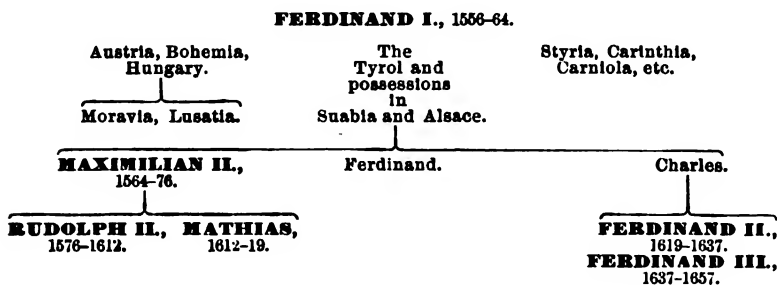 FERDINAND I., 1556–64.
Austria, Bohemia,
Hungary.
Moravia, Lusatia.
The
Tyrol and
possessions
in
Suabia and Alsace.
Styria, Carinthia,
Carniola, etc.
MAXIMILIAN II.,
1564–76.
Ferdinand.
Charles.
RUDOLPH II.,
1576–1612.
MATHIAS,
1612–19.
FERDINAND II.,
1619–1637.
FERDINAND III.,
1637–1657.